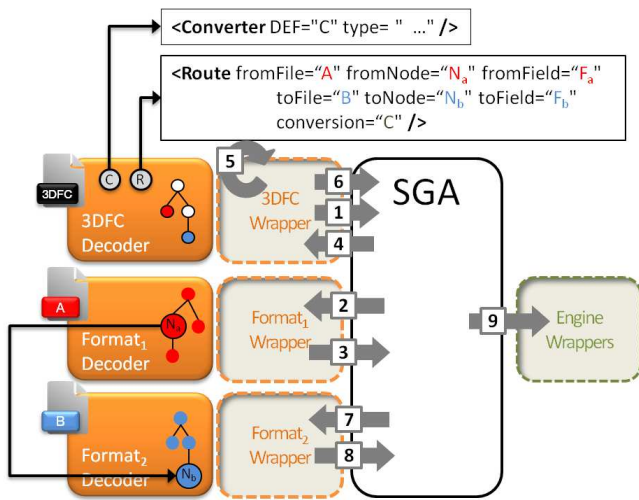 <Converter DEF="C" type= " ..." />
<Route fromFile="A" fromNode="Na" fromField="Fa"
toFile="B" toNode="Nb" toField="Fb"
conversion="C" />
3DFC
C
R
3DFC
Decoder
5
3DFC
Wrapper
6
1
4
SGA
A
Na
Format1
Decoder
Format1
Wrapper
2
3
9
Engine
Wrappers
B
Nb
Format2
Decoder
Format2
Wrapper
7
8